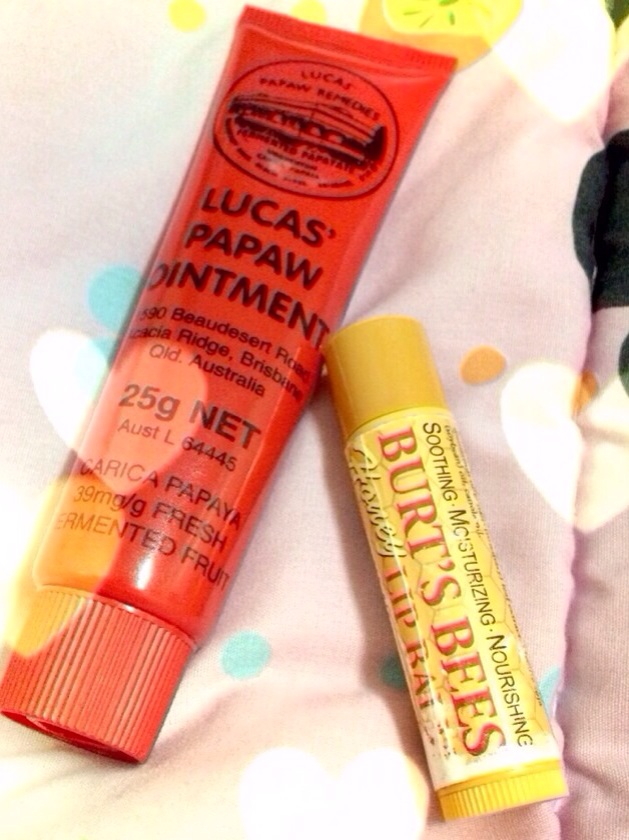 LUCAS'
PAPAW REMEDIES
LUCAS'
PAPAW
OINTMENT
590 Beaudesert Road
Acacia Ridge, Brisbane
Qld. Australia
25g NET
Aust L 64445
CARICA PAPAYA
39mg/g FRESH
FERMENTED FRUIT
SOOTHING · MOISTURIZING · NOURISHING
BURT'S BEES
Honey LIP BALM